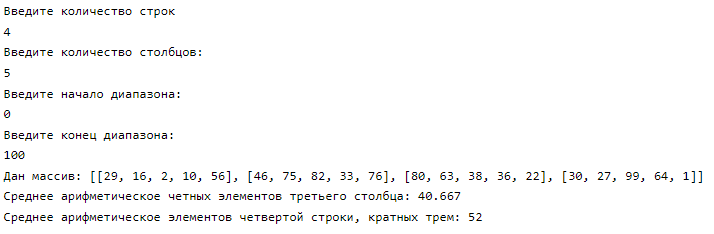 Введите количество строк
4
Введите количество столбцов:
5
Введите начало диапазона:
0
Введите конец диапазона:
100
Дан массив: [[29, 16, 2, 10, 56], [46, 75, 82, 33, 76], [80, 63, 38, 36, 22], [30, 27, 99, 64, 1]]
Среднее арифметическое четных элементов третьего столбца: 40.667
Среднее арифметическое элементов четвертой строки, кратных трем: 52